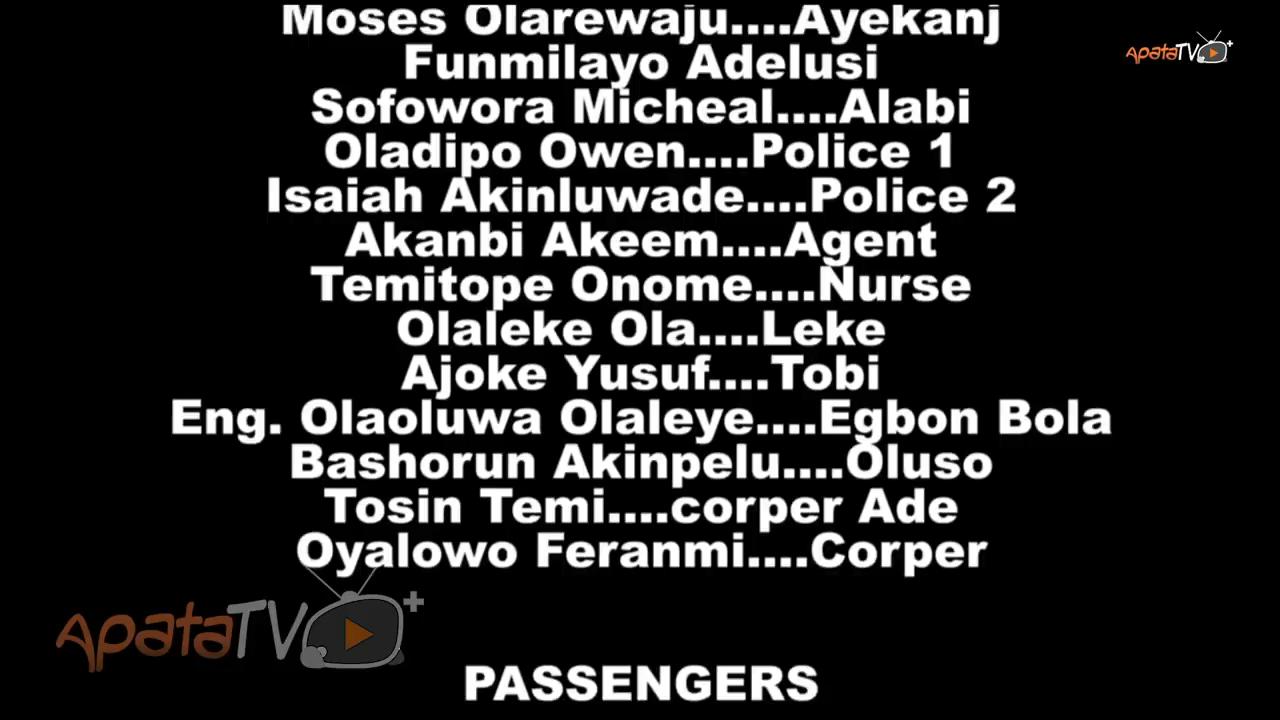 Moses Olarewaju....Ayekanj
ApataTV+
Funmilayo Adelusi
Sofowora Micheal....Alabi
Oladipo Owen....Police 1
Isaiah Akinluwade....Police 2
Akanbi Akeem....Agent
Temitope Onome....Nurse
Olaleke Ola....Leke
Ajoke Yusuf....Tobi
Eng. Olaoluwa Olaleye....Egbon Bola
Bashorun Akinpelu....Oluso
Tosin Temi....corper Ade
Oyalowo Feranmi....Corper
ApataTV+
PASSENGERS